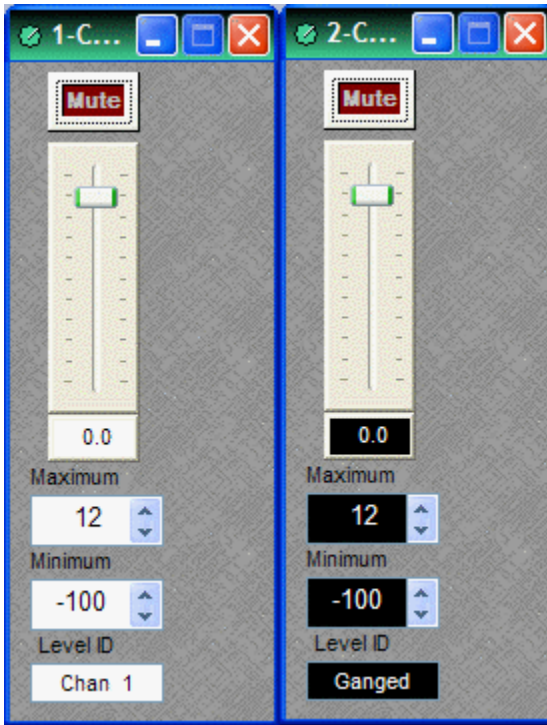 1-C...
Mute
0.0
Maximum
12
Minimum
-100
Level ID
Chan 1
2-C...
Mute
0.0
Maximum
12
Minimum
-100
Level ID
Ganged